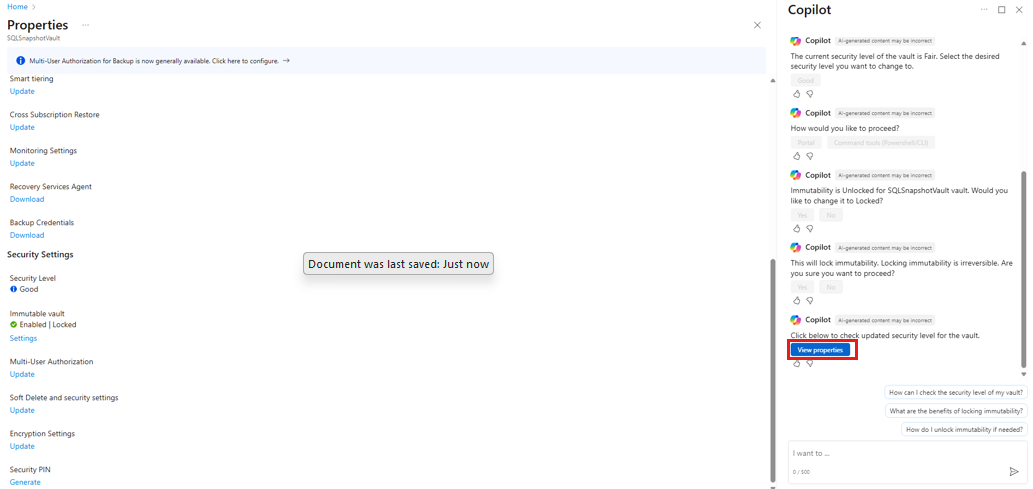 Home >
Properties ...
SQLSnapshotVault
Multi-User Authorization for Backup is now generally available. Click here to configure. →
Smart tiering
Update
Cross Subscription Restore
Update
Monitoring Settings
Update
Recovery Services Agent
Download
Backup Credentials
Download
Security Settings
Security Level
Good
Immutable vault
Enabled | Locked
Settings
Multi-User Authorization
Update
Soft Delete and security settings
Update
Encryption Settings
Update
Security PIN
Generate
Document was last saved: Just now
Copilot
Copilot AI-generated content may be incorrect
The current security level of the vault is Fair. Select the desired
security level you want to change to.
Good
Copilot AI-generated content may be incorrect
How would you like to proceed?
Portal Command tools (Powershell/CLI)
Copilot AI-generated content may be incorrect
Immutability is Unlocked for SQLSnapshotVault vault. Would you
like to change it to Locked?
Yes No
Copilot AI-generated content may be incorrect
This will lock immutability. Locking immutability is irreversible. Are
you sure you want to proceed?
Yes No
Copilot AI-generated content may be incorrect
Click below to check updated security level for the vault.
View properties
How can I check the security level of my vault?
What are the benefits of locking immutability?
How do I unlock immutability if needed?
I want to ...
0 / 500